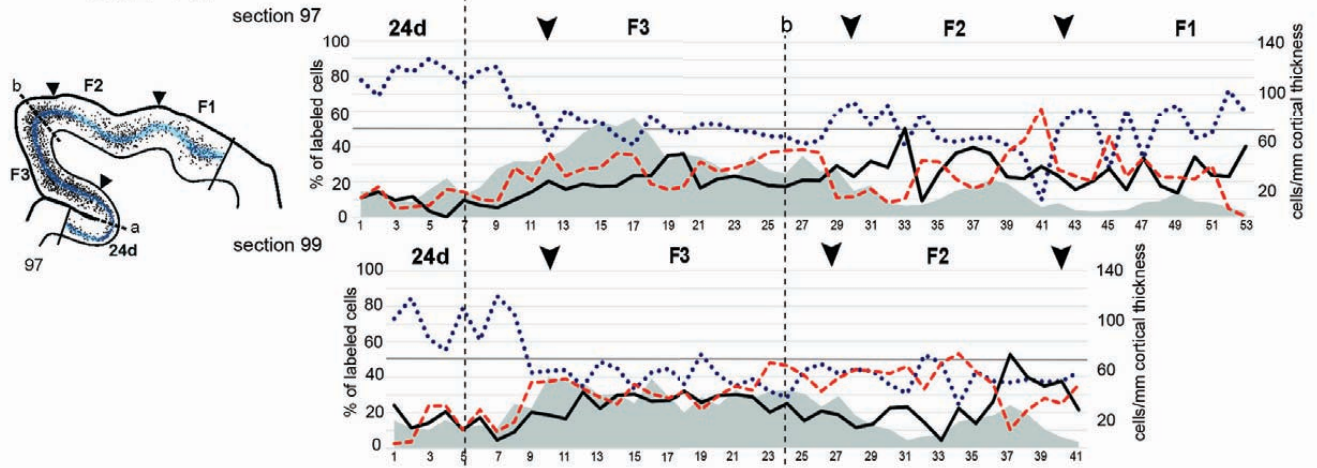 section 97
24d F3 b F2 F1
100 140
80
100
60
% of labeled cells
60
cells/mm cortical thickness
40
20 20
0
1 3 5 7 9 11 13 15 17 19 21 23 25 27 29 31 33 35 37 39 41 43 45 47 49 51 53
b F2 F1
F3
a
24d
97
section 99
24d F3 F2
100 140
80
100
60
% of labeled cells
60
cells/mm cortical thickness
40
20 20
0
1 3 5 7 9 11 13 15 17 19 21 23 25 27 29 31 33 35 37 39 41